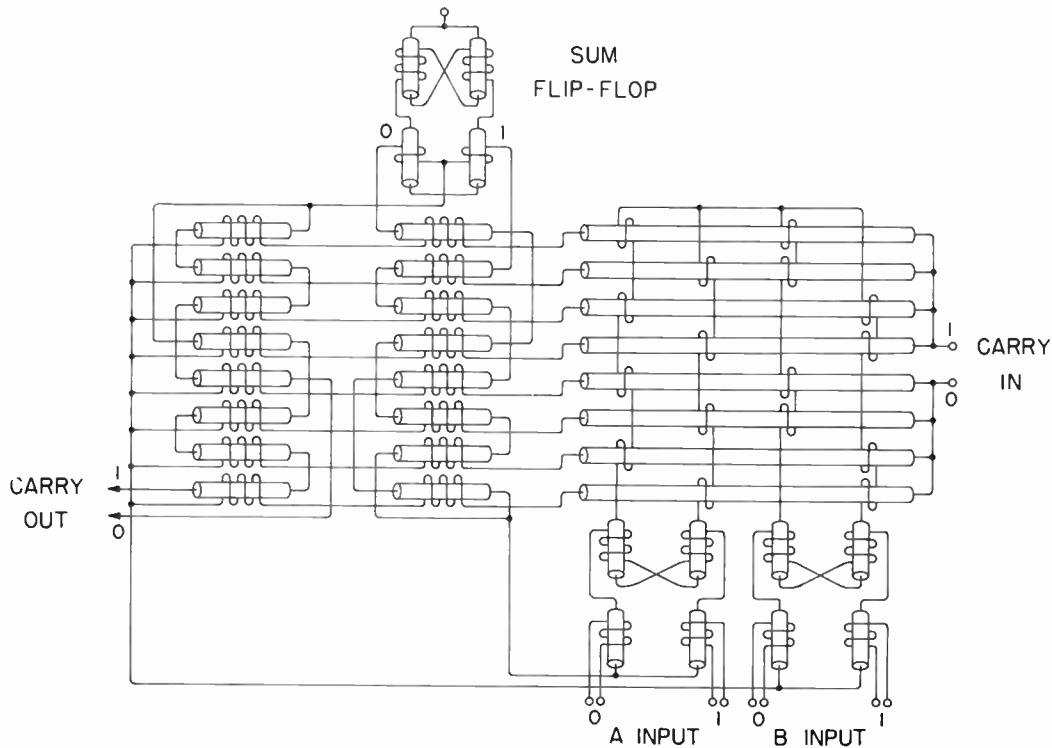 SUM
FLIP-FLOP
0 1
1
CARRY
IN
0
1
CARRY
OUT
0
0 1 0 1
A INPUT B INPUT